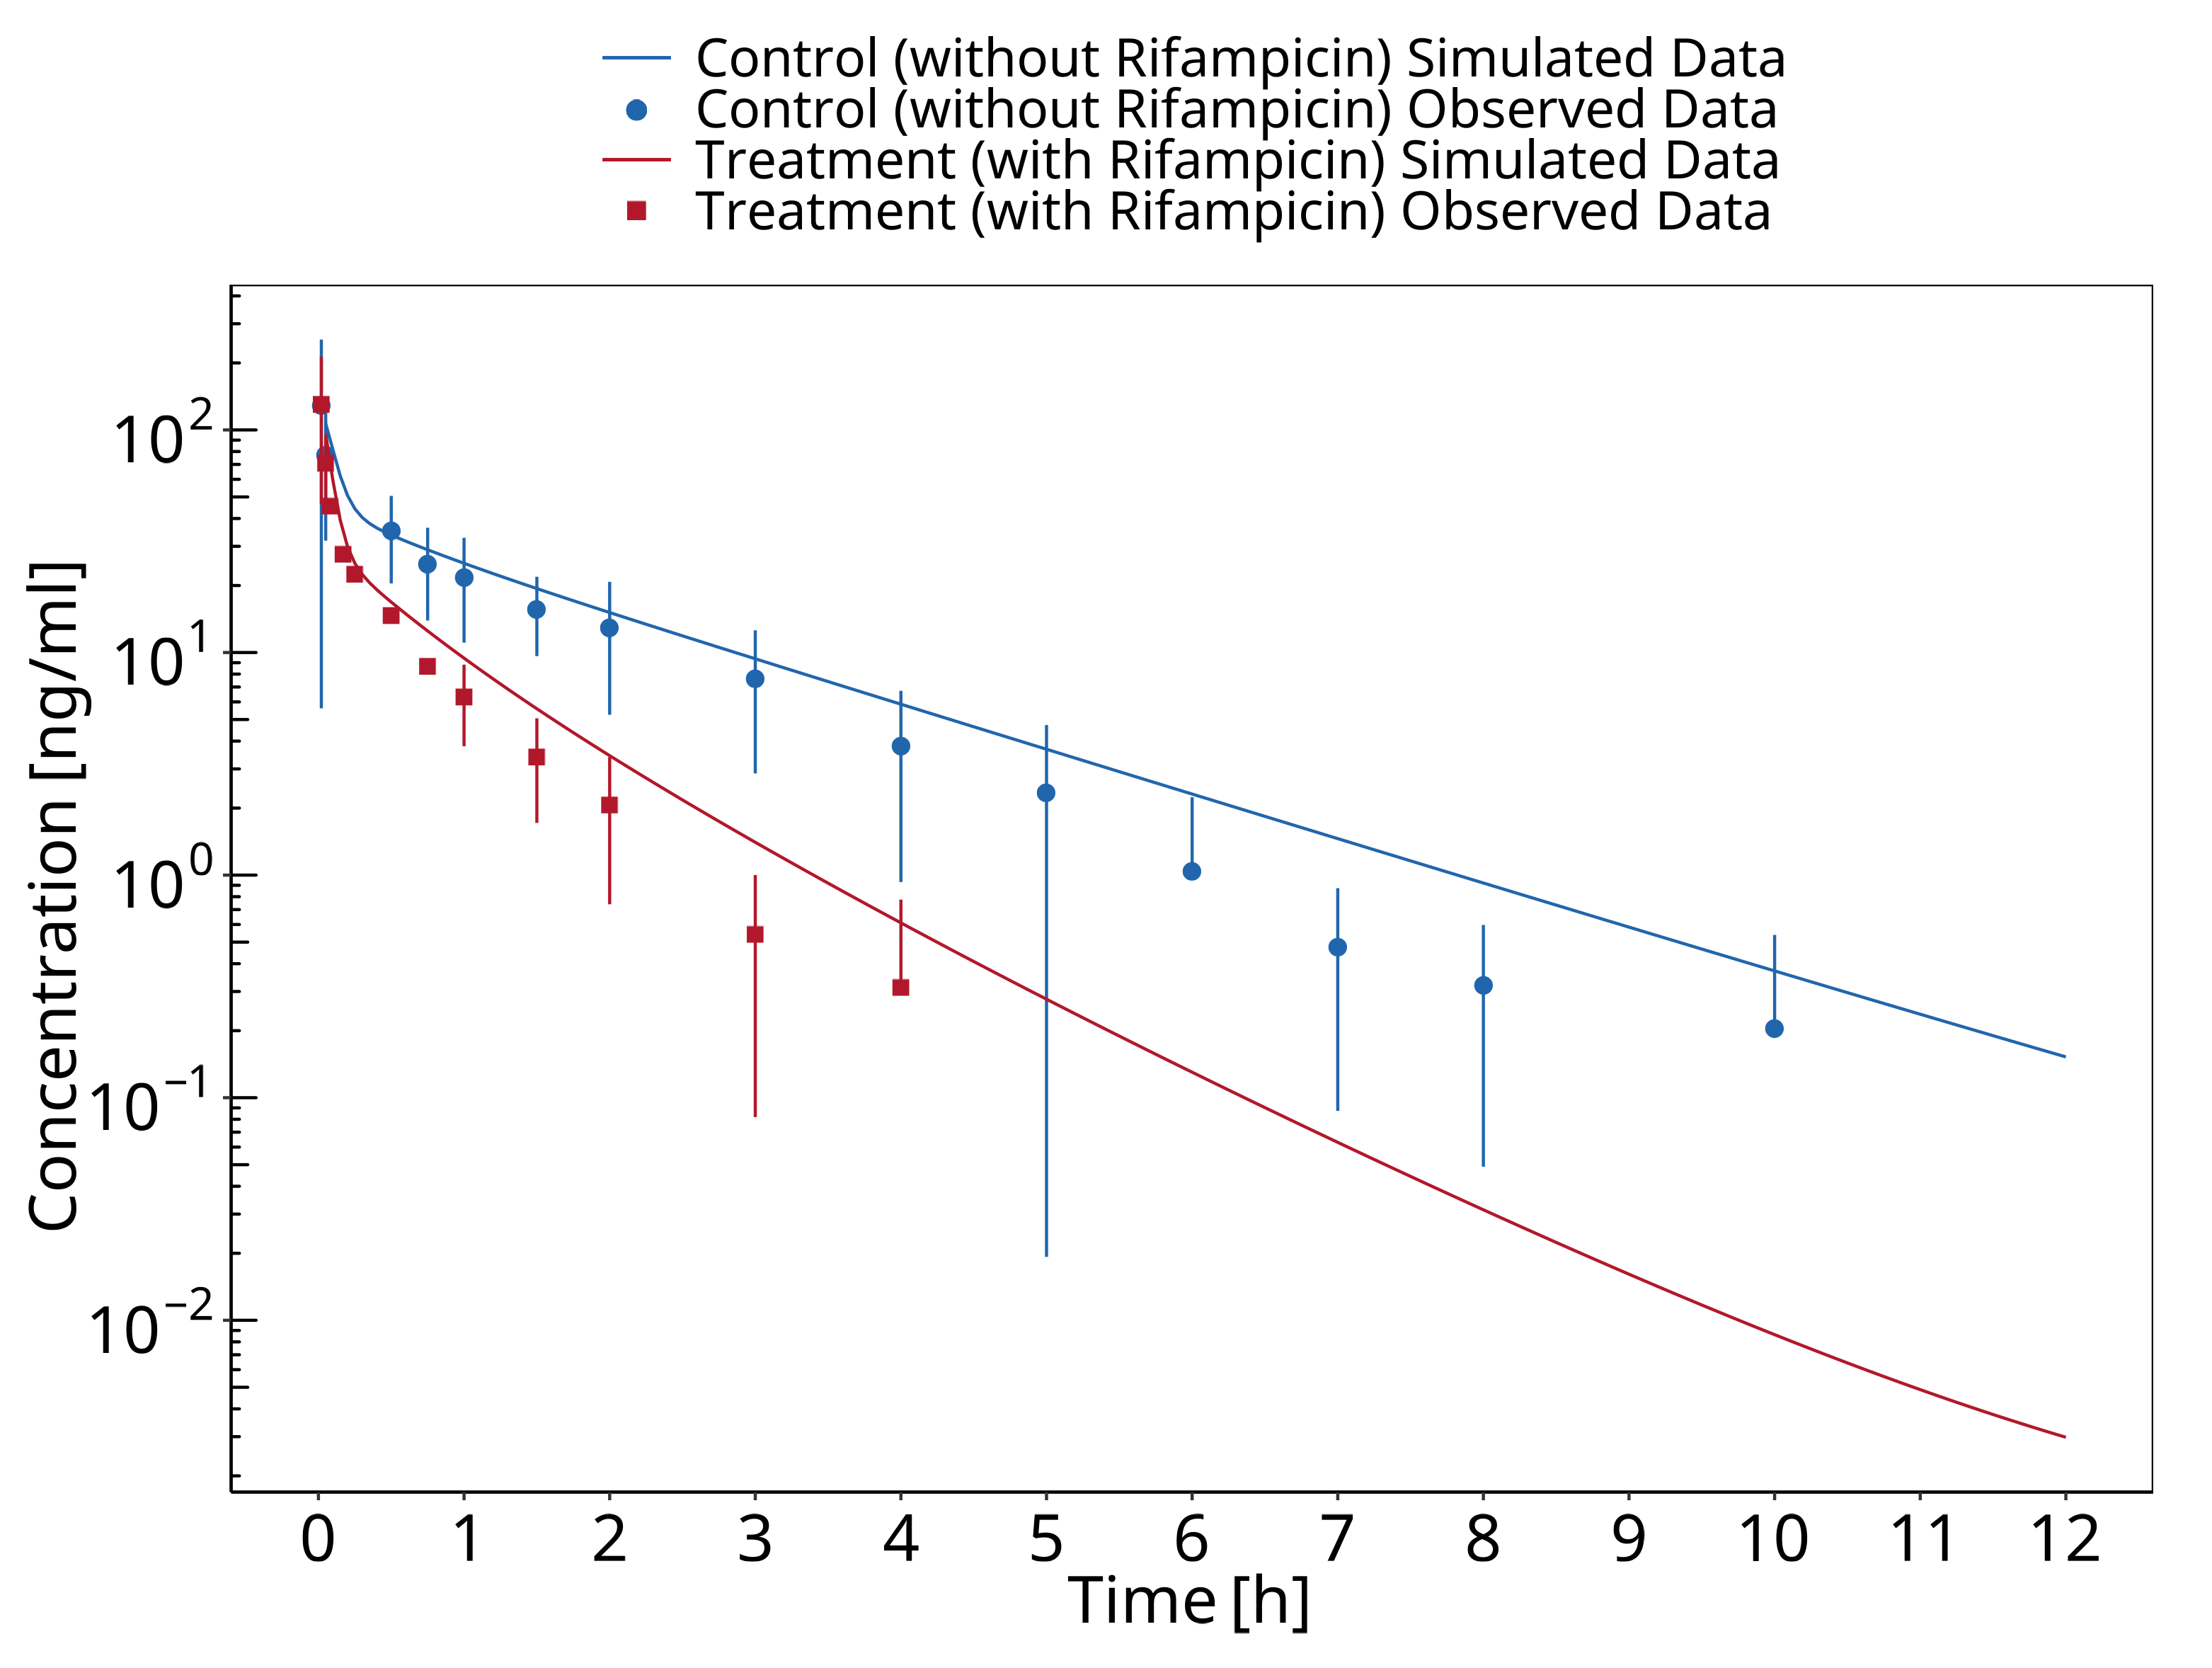 Control (without Rifampicin) Simulated Data
Control (without Rifampicin) Observed Data
Treatment (with Rifampicin) Simulated Data
Treatment (with Rifampicin) Observed Data
Concentration [ng/ml]
10^2
10^1
10^0
10^−1
10^−2
0 1 2 3 4 5 6 7 8 9 10 11 12
Time [h]